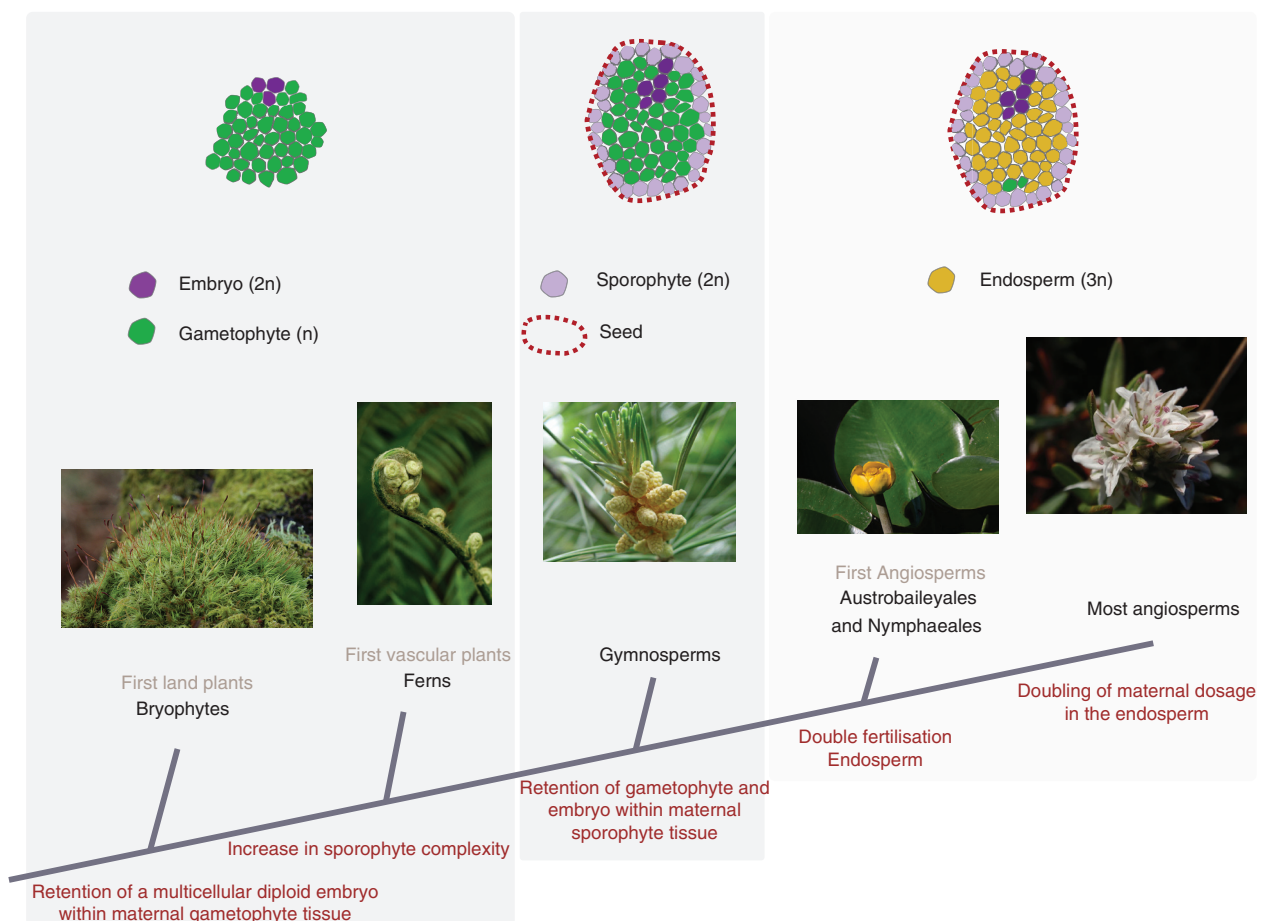 Embryo (2n)
Gametophyte (n)
Sporophyte (2n)
Seed
Endosperm (3n)
First land plants
Bryophytes
First vascular plants
Ferns
Gymnosperms
First Angiosperms
Austrobaileyales
and Nymphaeales
Most angiosperms
Retention of a multicellular diploid embryo
within maternal gametophyte tissue
Increase in sporophyte complexity
Retention of gametophyte and
embryo within maternal
sporophyte tissue
Double fertilisation
Endosperm
Doubling of maternal dosage
in the endosperm